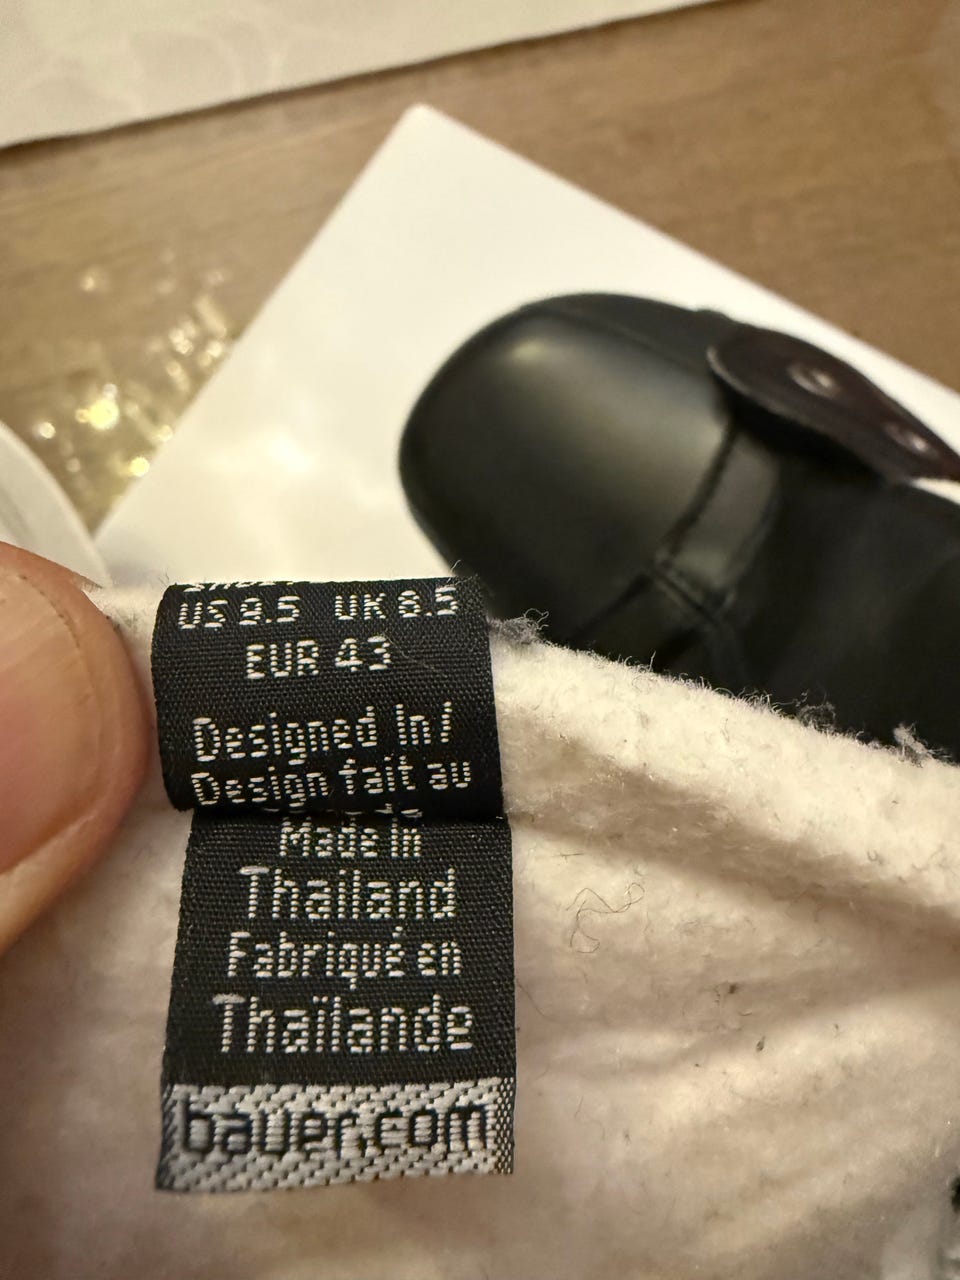 US 9.5 UK 8.5
EUR 43
Designed in/
Design fait au
Made in
Thailand
Fabriqué en
Thaïlande
bauer.com